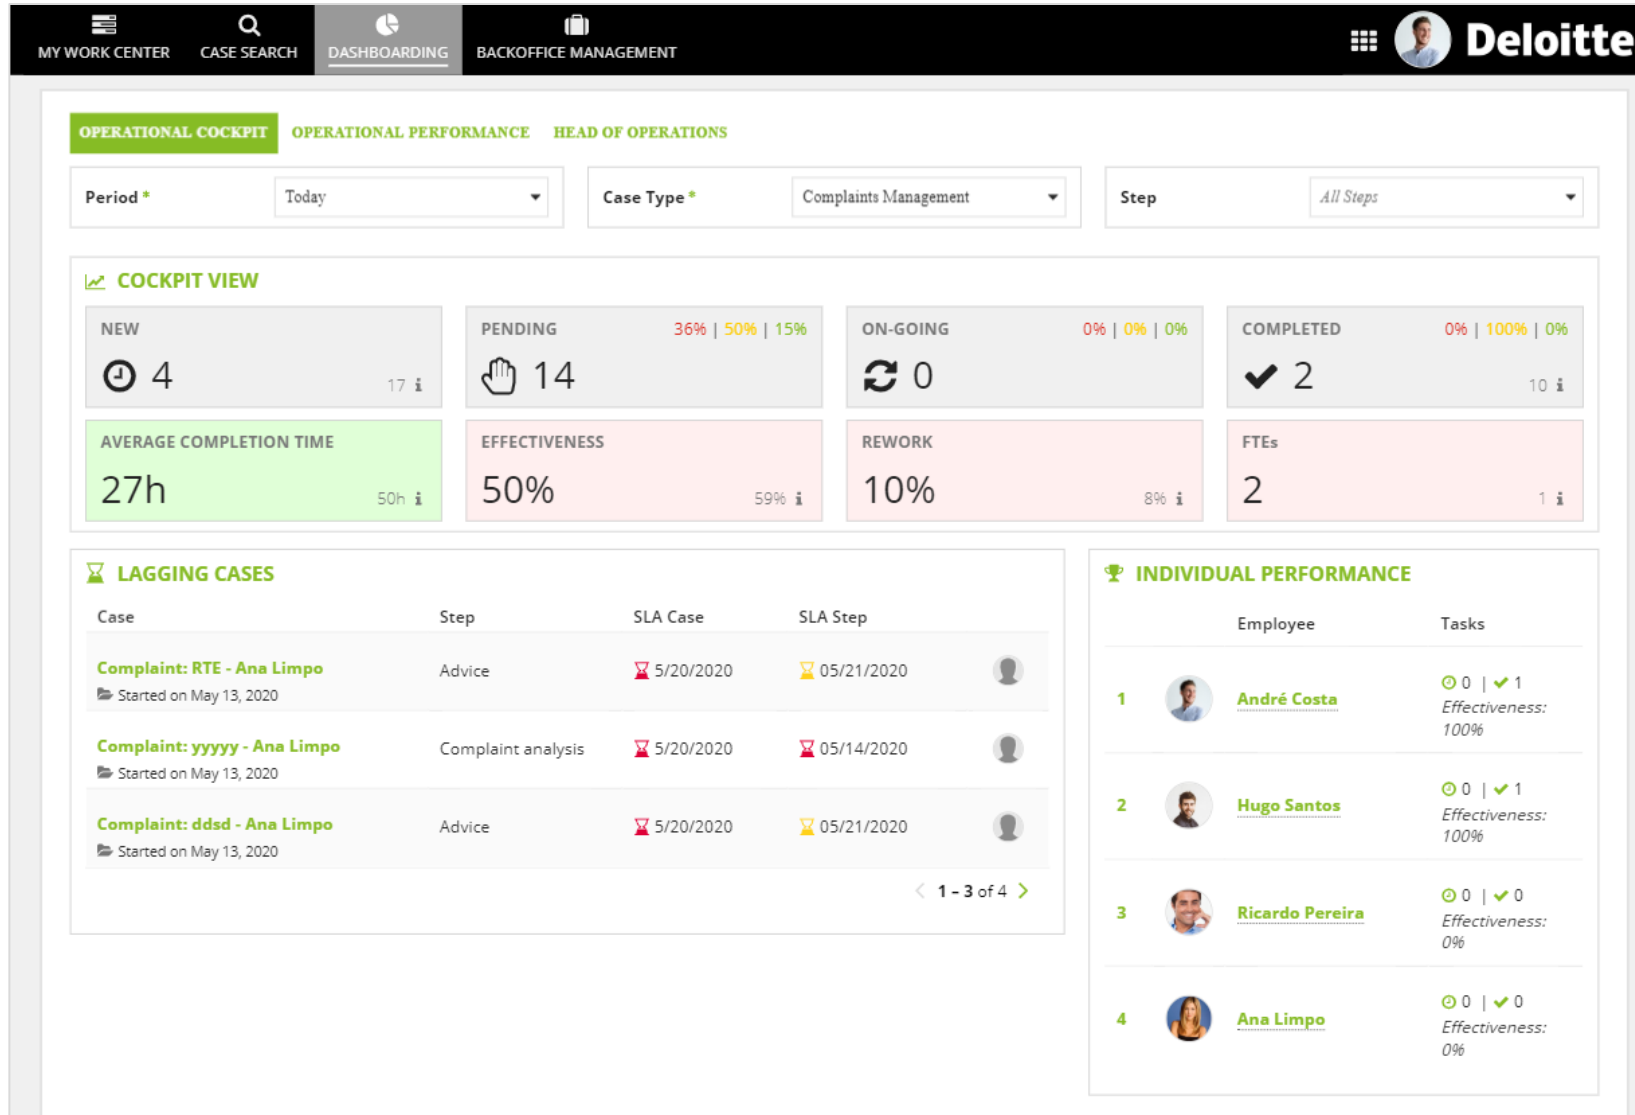 MY WORK CENTER CASE SEARCH DASHBOARDING BACKOFFICE MANAGEMENT Deloitte
OPERATIONAL COCKPIT OPERATIONAL PERFORMANCE HEAD OF OPERATIONS
Period * Today Case Type * Complaints Management Step All Steps
COCKPIT VIEW
NEW
4
17 i
PENDING 36% | 50% | 15%
14
ON-GOING 0% | 0% | 0%
0
COMPLETED 0% | 100% | 0%
2
10 i
AVERAGE COMPLETION TIME
27h
50h i
EFFECTIVENESS
50%
59% i
REWORK
10%
8% i
FTEs
2
1 i
LAGGING CASES
Case Step SLA Case SLA Step
Complaint: RTE - Ana Limpo Advice 5/20/2020 05/21/2020
Started on May 13, 2020
Complaint: yyyyy - Ana Limpo Complaint analysis 5/20/2020 05/14/2020
Started on May 13, 2020
Complaint: ddsd - Ana Limpo Advice 5/20/2020 05/21/2020
Started on May 13, 2020
1 – 3 of 4
INDIVIDUAL PERFORMANCE
Employee Tasks
1 André Costa 0 | 1
Effectiveness:
100%
2 Hugo Santos 0 | 1
Effectiveness:
100%
3 Ricardo Pereira 0 | 0
Effectiveness:
0%
4 Ana Limpo 0 | 0
Effectiveness:
0%